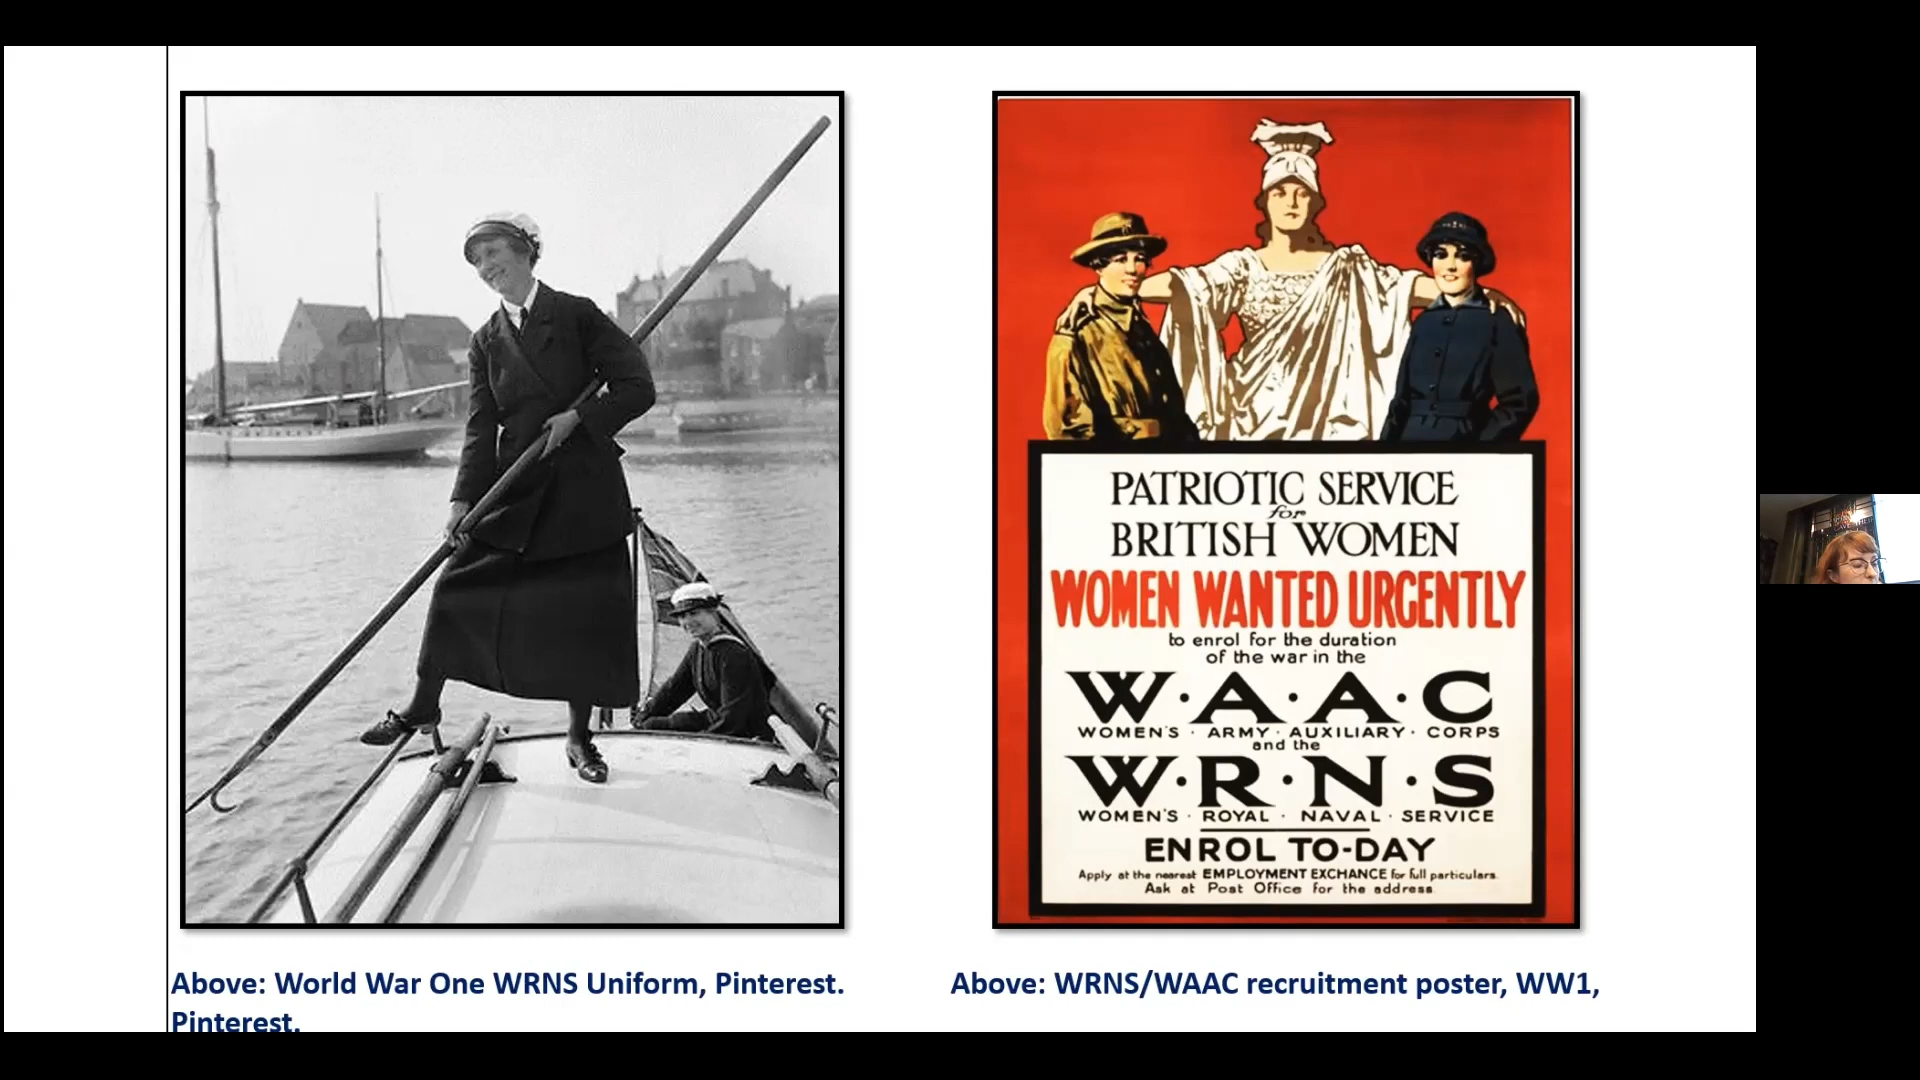 PATRIOTIC SERVICE
for
BRITISH WOMEN
WOMEN WANTED URGENTLY
to enrol for the duration
of the war in the
W·A·A·C
WOMEN'S · ARMY · AUXILIARY · CORPS
and the
W·R·N·S
WOMEN'S · ROYAL · NAVAL · SERVICE
ENROL TO-DAY
Apply at the nearest EMPLOYMENT EXCHANGE for full particulars.
Ask at Post Office for the address
Above: World War One WRNS Uniform, Pinterest.
Above: WRNS/WAAC recruitment poster, WW1,
Pinterest.